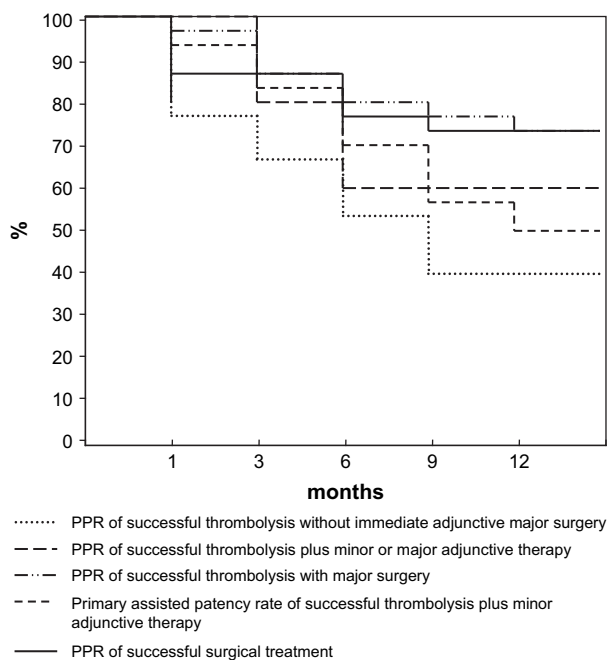 100
90
80
70
60
50
40
30
20
10
0
%
1 3 6 9 12
months
PPR of successful thrombolysis without immediate adjunctive major surgery
PPR of successful thrombolysis plus minor or major adjunctive therapy
PPR of successful thrombolysis with major surgery
Primary assisted patency rate of successful thrombolysis plus minor
adjunctive therapy
PPR of successful surgical treatment